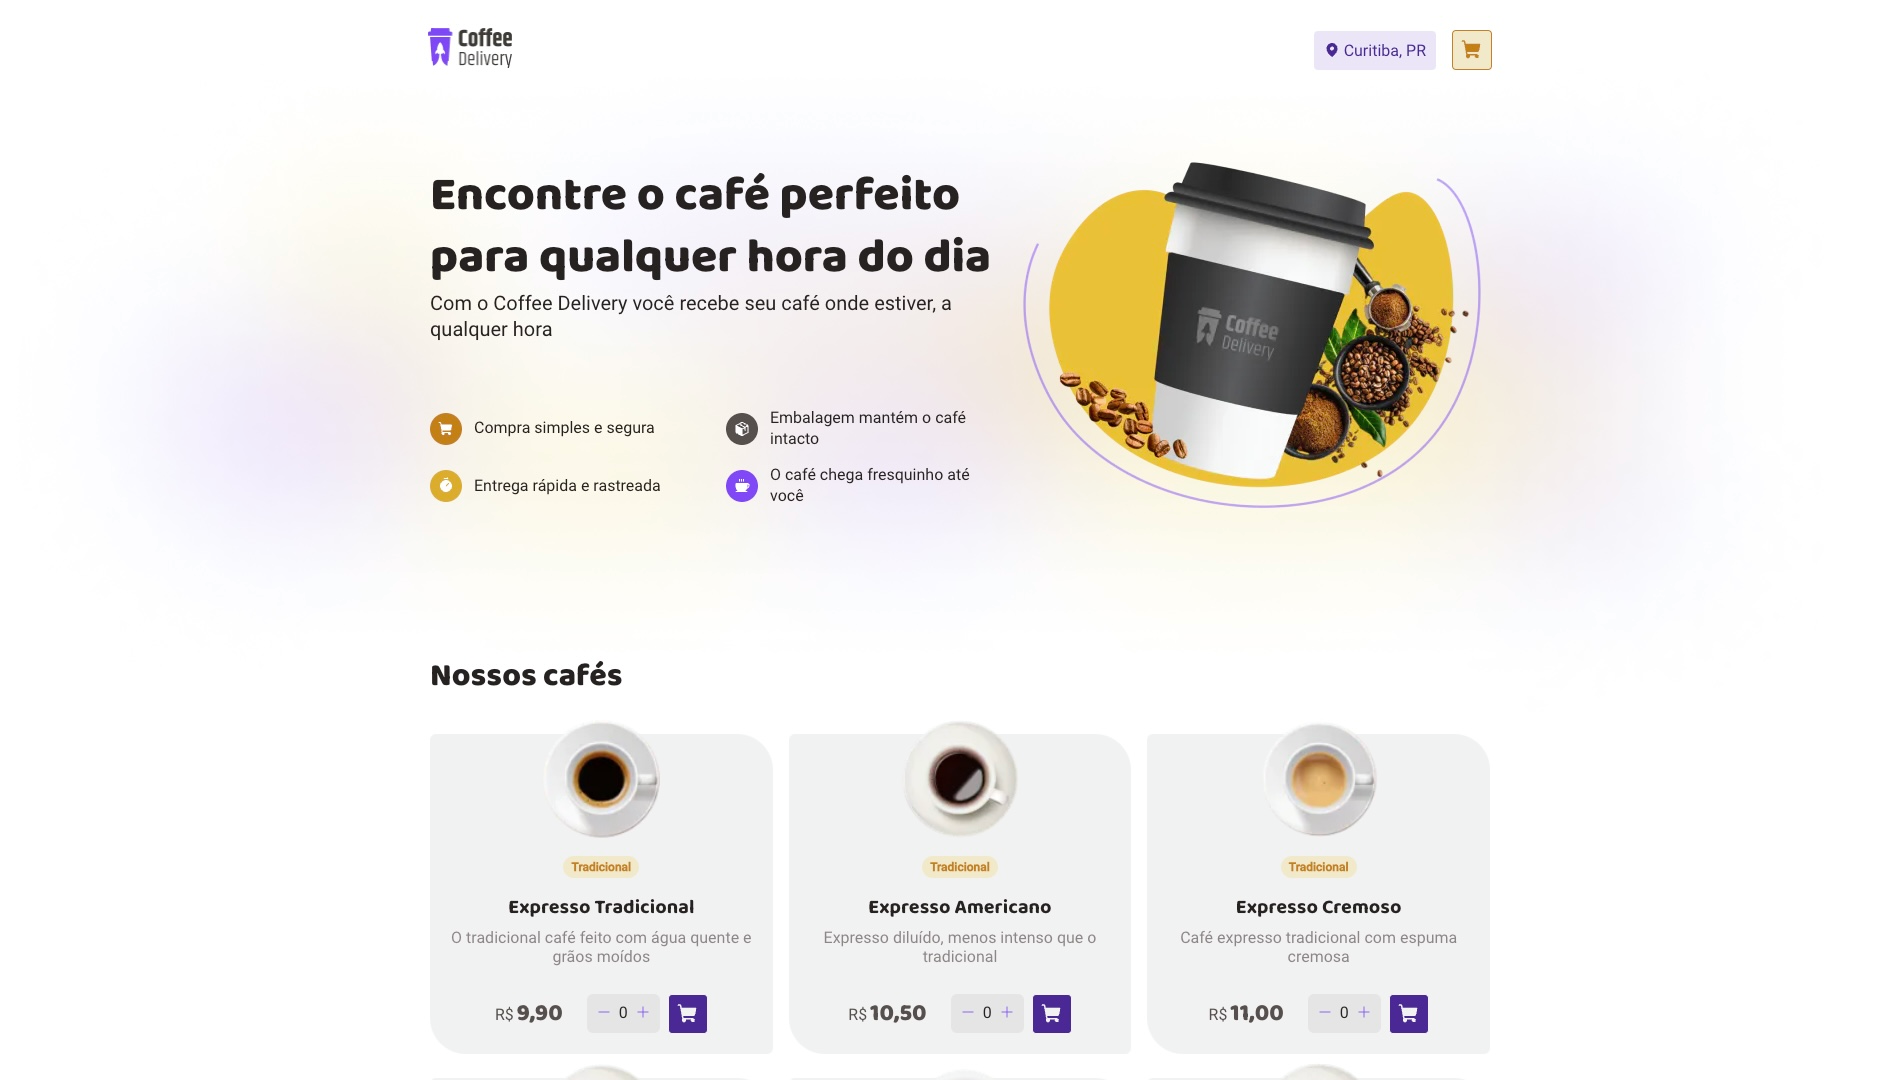 Coffee
Delivery
Curitiba, PR
Encontre o café perfeito
para qualquer hora do dia
Com o Coffee Delivery você recebe seu café onde estiver, a
qualquer hora
Coffee
Delivery
Compra simples e segura
Embalagem mantém o café
intacto
Entrega rápida e rastreada
O café chega fresquinho até
você
Nossos cafés
Tradicional
Expresso Tradicional
O tradicional café feito com água quente e
grãos moídos
R$ 9,90
0
Tradicional
Expresso Americano
Expresso diluído, menos intenso que o
tradicional
R$ 10,50
0
Tradicional
Expresso Cremoso
Café expresso tradicional com espuma
cremosa
R$ 11,00
0